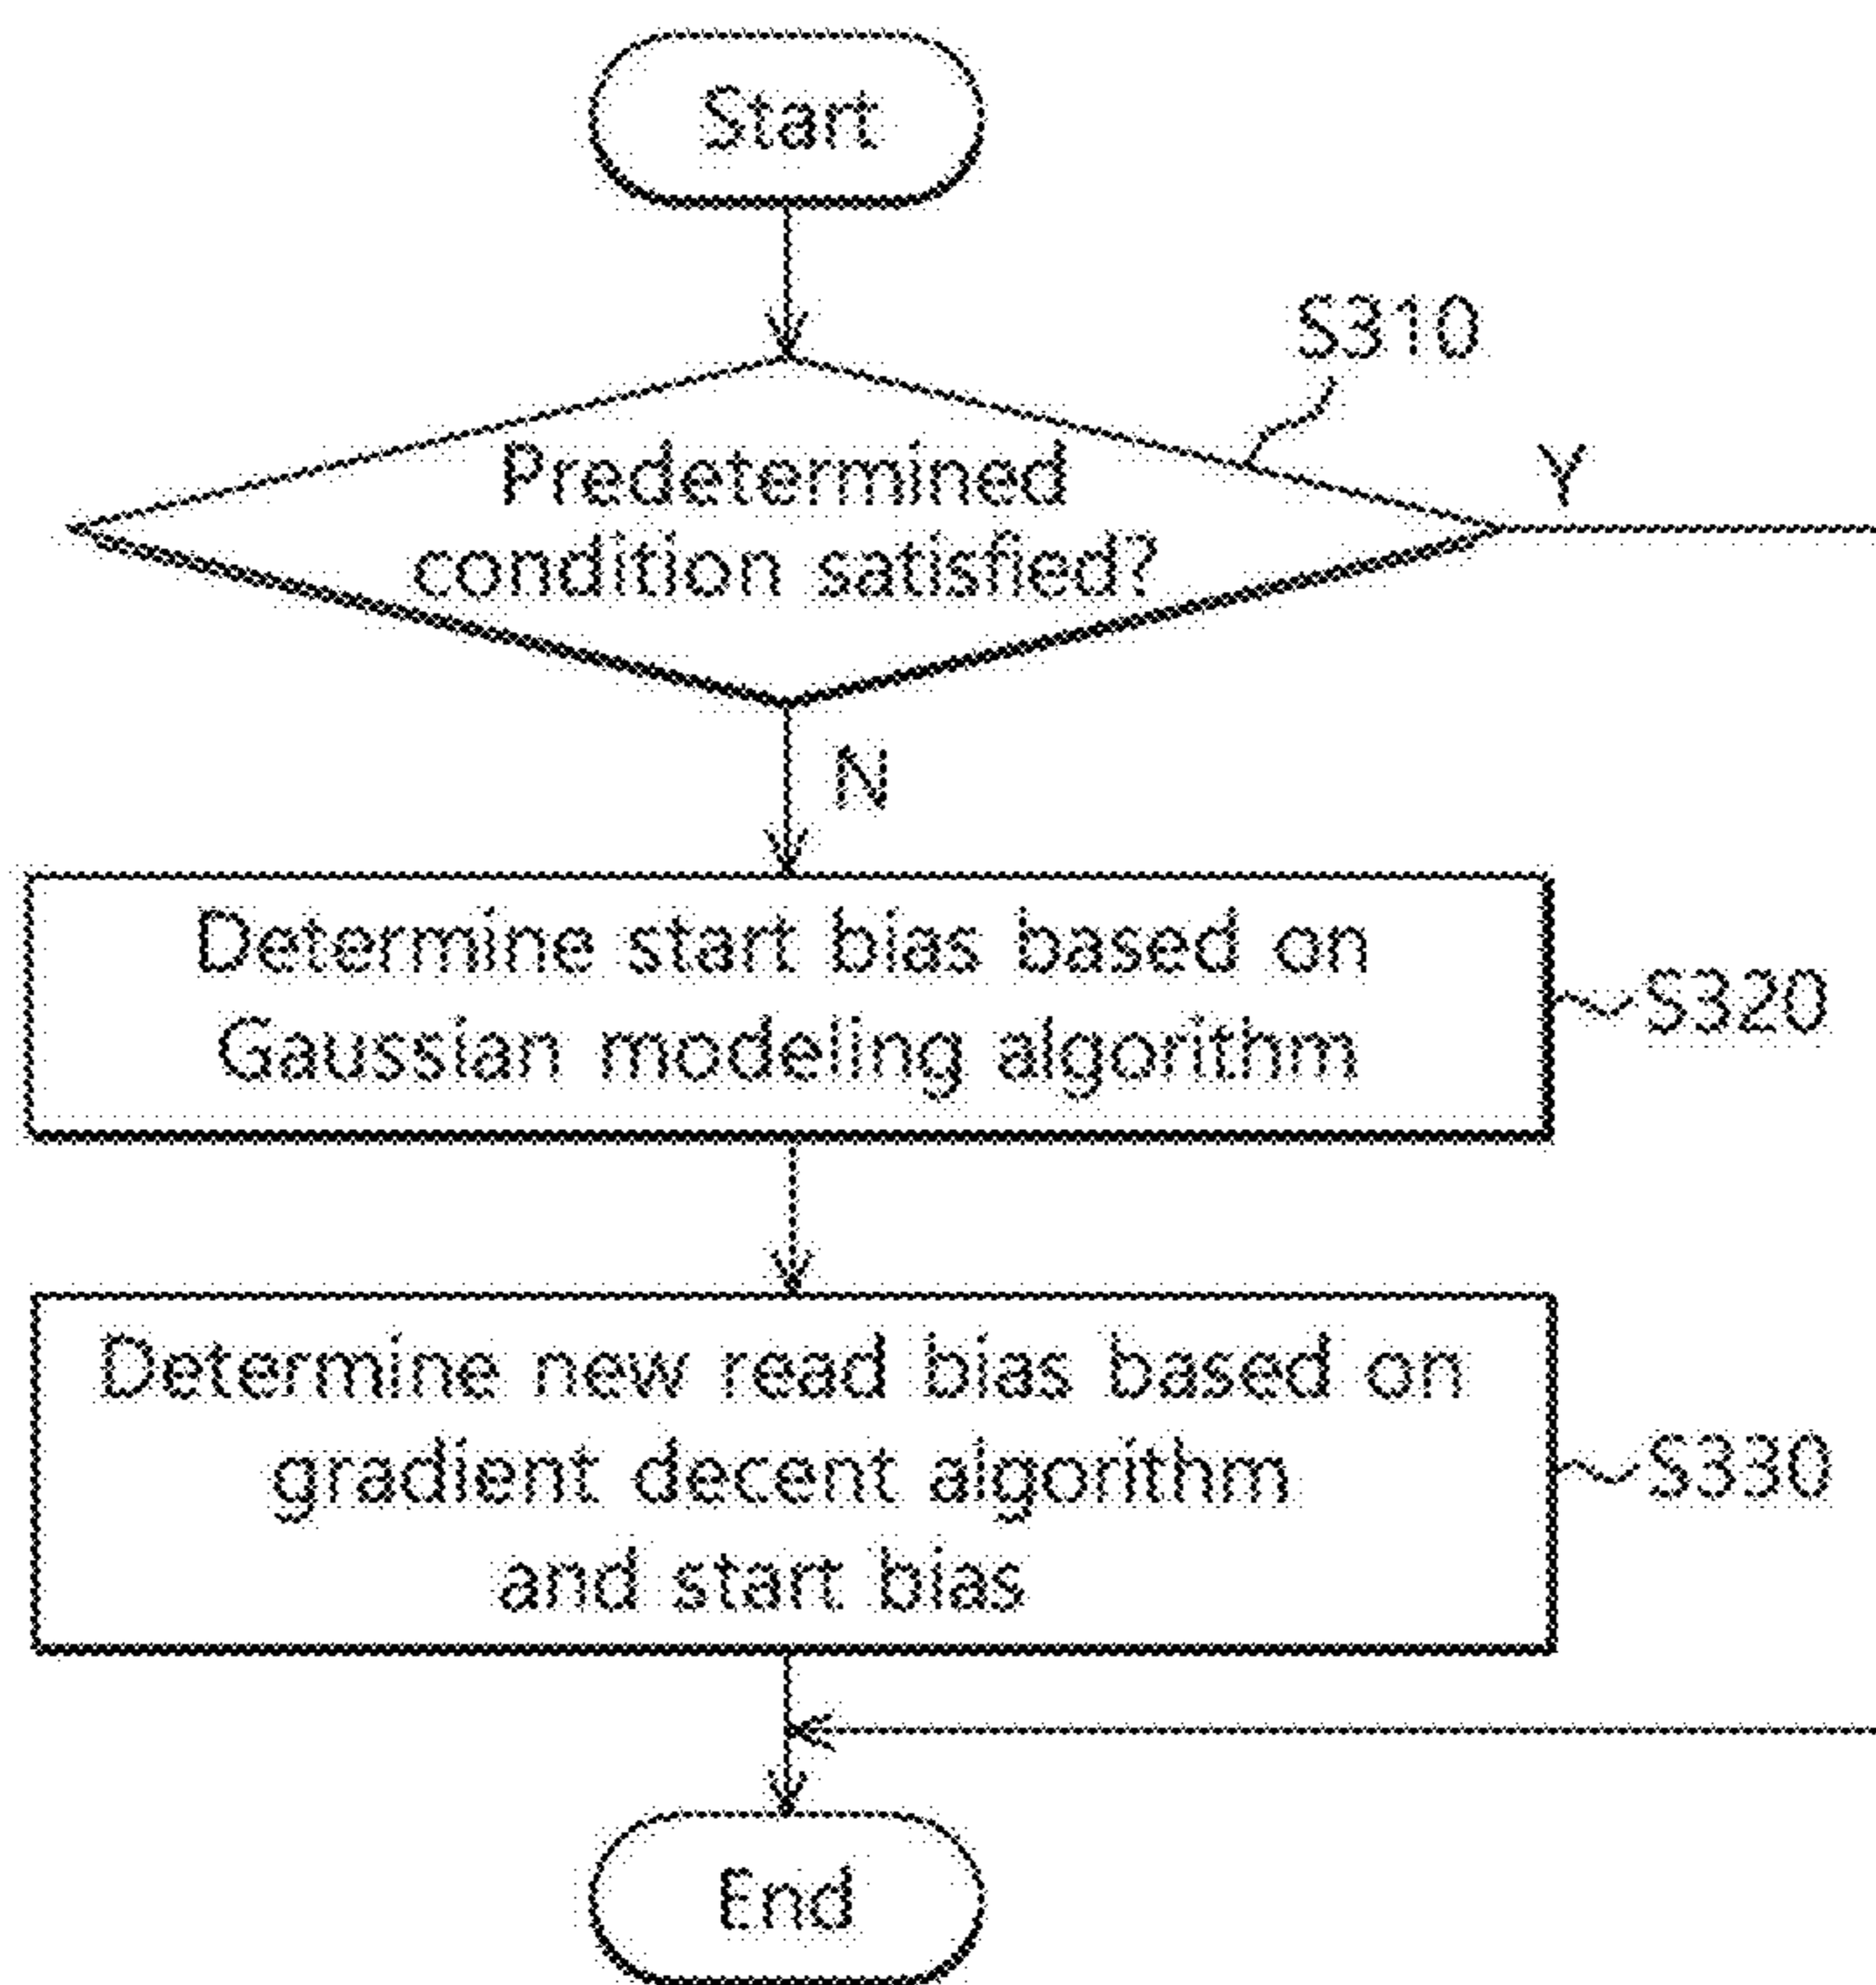 Start
S310
Predetermined
condition satisfied?
Y
N
Determine start bias based on
Gaussian modeling algorithm
S320
Determine new read bias based on
gradient decent algorithm
and start bias
S330
End